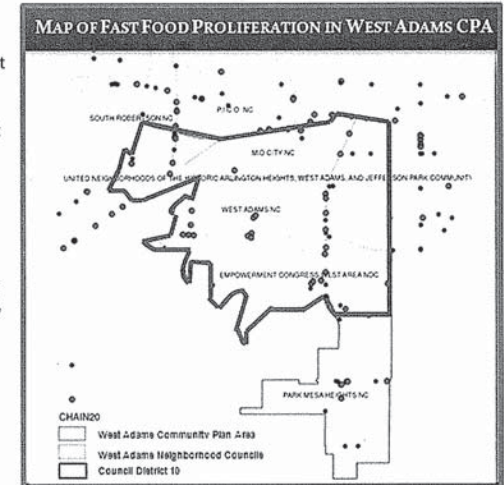 MAP OF FAST FOOD PROLIFERATION IN WEST ADAMS CPA
P.I.C.O. NC
SOUTH ROBERTSON NC
MID CITY NC
UNITED NEIGHBORHOODS OF THE HISTORIC ARLINGTON HEIGHTS, WEST ADAMS, AND JEFFERSON PARK COMMUNITY
WEST ADAMS NC
EMPOWERMENT CONGRESS WEST AREA NDC
PARK MESA HEIGHTS NC
CHAIN20
West Adams Community Plan Area
West Adams Neighborhood Councils
Council District 10